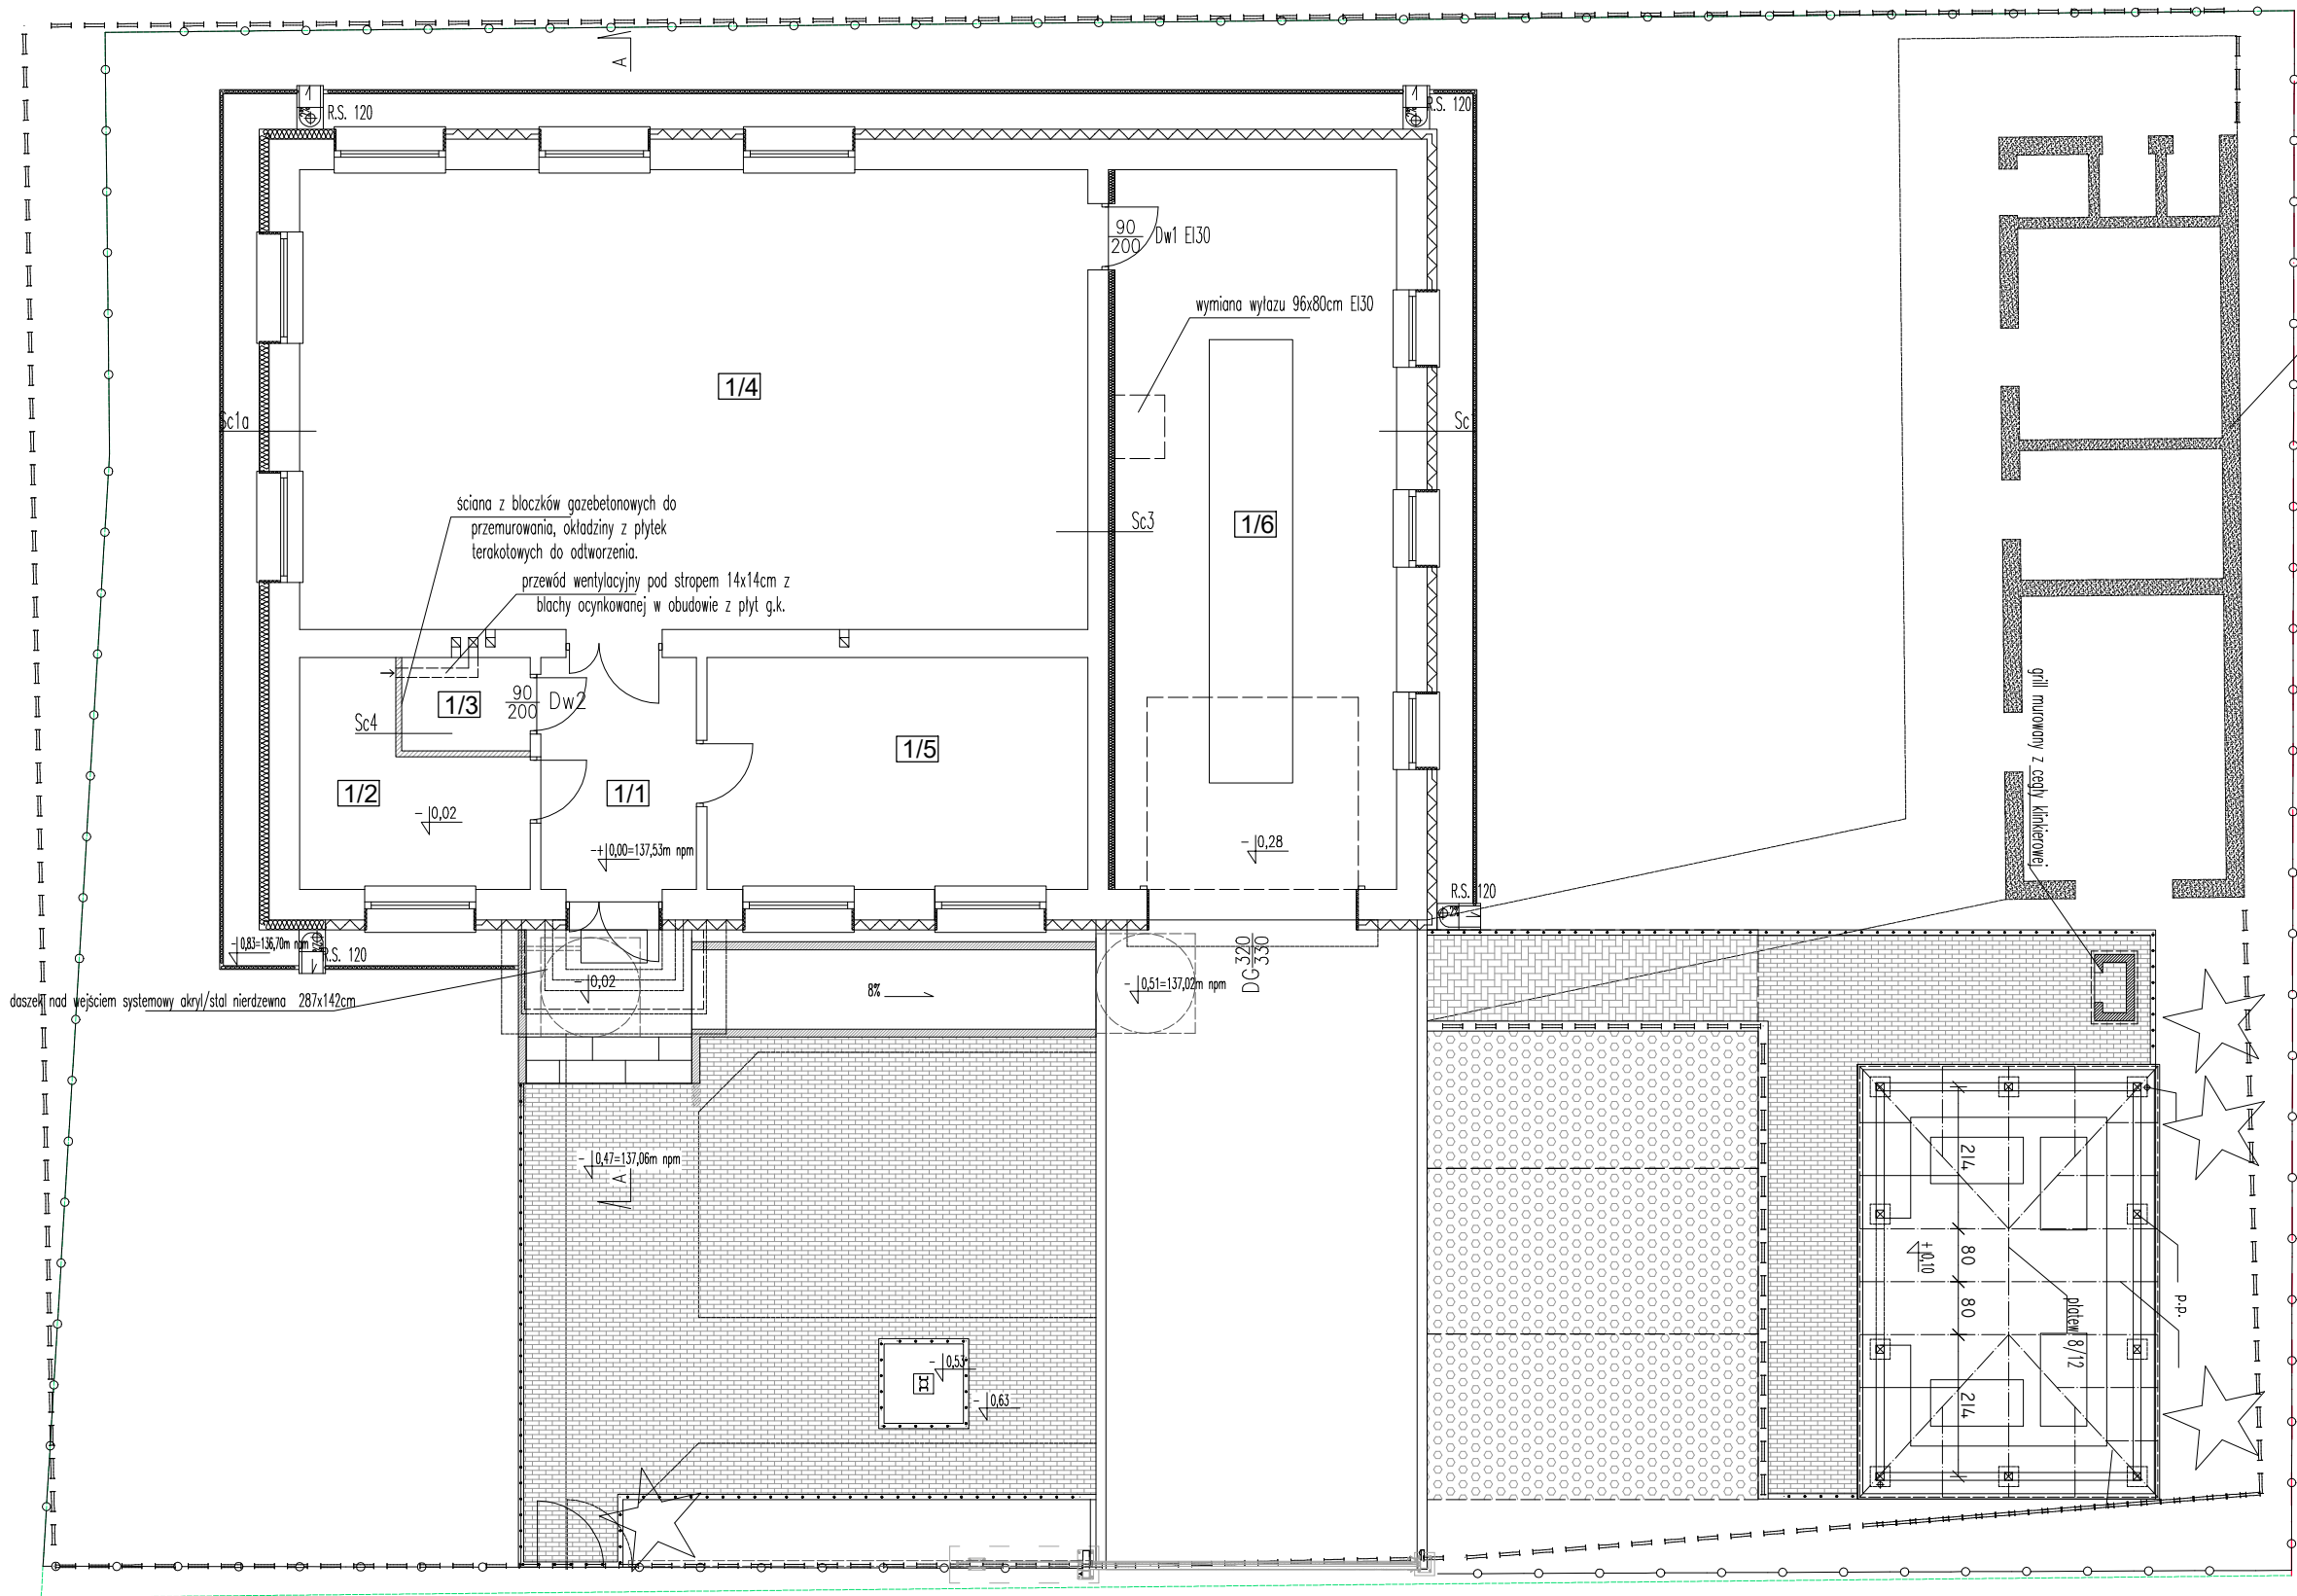 A
R.S. 120
R.S. 120
90
200
Dw1 EI30
wymiana wyłazu 96x80cm EI30
1/4
Sc1a
Sc
ściana z bloczków gazebetonowych do
przemurowania, okładziny z płytek
terakotowych do odtworzenia.
Sc3
1/6
przewód wentylacyjny pod stropem 14x14cm z
blachy ocynkowanej w obudowie z płyt g.k.
1/3
90
200
Dw2
Sc4
1/5
1/2
1/1
- 0,02
-+0,00=137,53m npm
- 0,28
grill murowany z cegły klinkierowej
R.S. 120
- 0,83=136,70m npm
R.S. 120
DG 320
330
daszek nad wejściem systemowy akryl/stal nierdzewna 287x142cm
- 0,02
8%
- 0,51=137,02m npm
- 0,47=137,06m npm
A
214
80
80
214
+0,10
płatew 8/12
P.P.
- 0,53
- 0,63